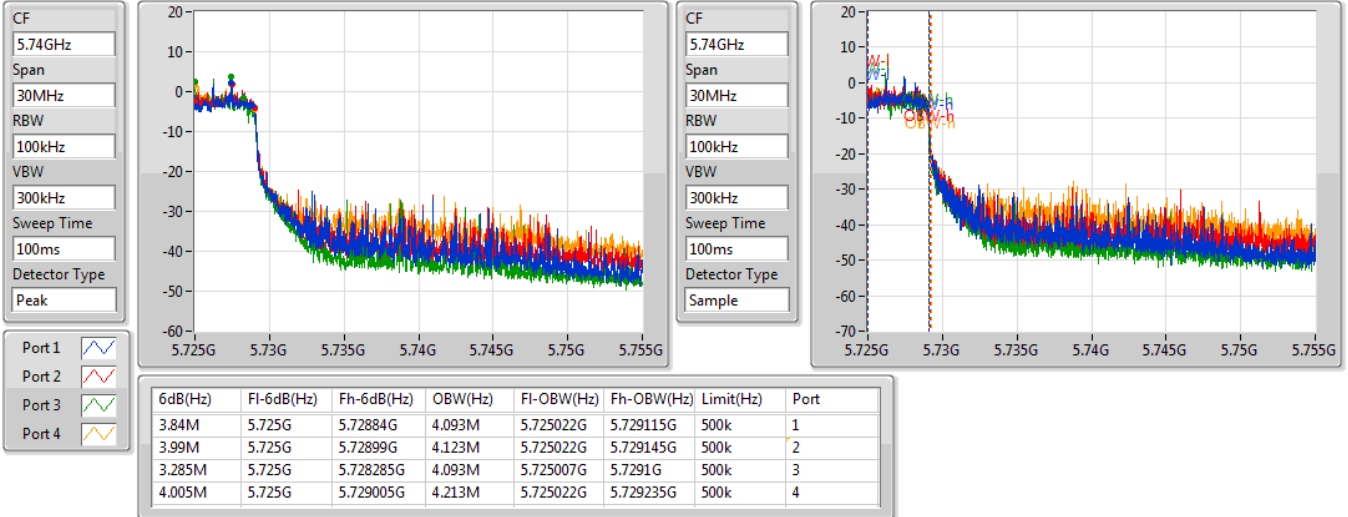 CF
5.74GHz
Span
30MHz
RBW
100kHz
VBW
300kHz
Sweep Time
100ms
Detector Type
Peak
20
10
0
-10
-20
-30
-40
-50
-60
5.725G 5.73G 5.735G 5.74G 5.745G 5.75G 5.755G
CF
5.74GHz
Span
30MHz
RBW
100kHz
VBW
300kHz
Sweep Time
100ms
Detector Type
Sample
20
10
0
-10
-20
-30
-40
-50
-60
-70
OBW-h
OBW-h
5.725G 5.73G 5.735G 5.74G 5.745G 5.75G 5.755G
Port 1
Port 2
Port 3
Port 4
6dB(Hz) Fl-6dB(Hz) Fh-6dB(Hz) OBW(Hz) Fl-OBW(Hz) Fh-OBW(Hz) Limit(Hz) Port
3.84M 5.725G 5.72884G 4.093M 5.725022G 5.729115G 500k 1
3.99M 5.725G 5.72899G 4.123M 5.725022G 5.729145G 500k 2
3.285M 5.725G 5.728285G 4.093M 5.725007G 5.7291G 500k 3
4.005M 5.725G 5.729005G 4.213M 5.725022G 5.729235G 500k 4